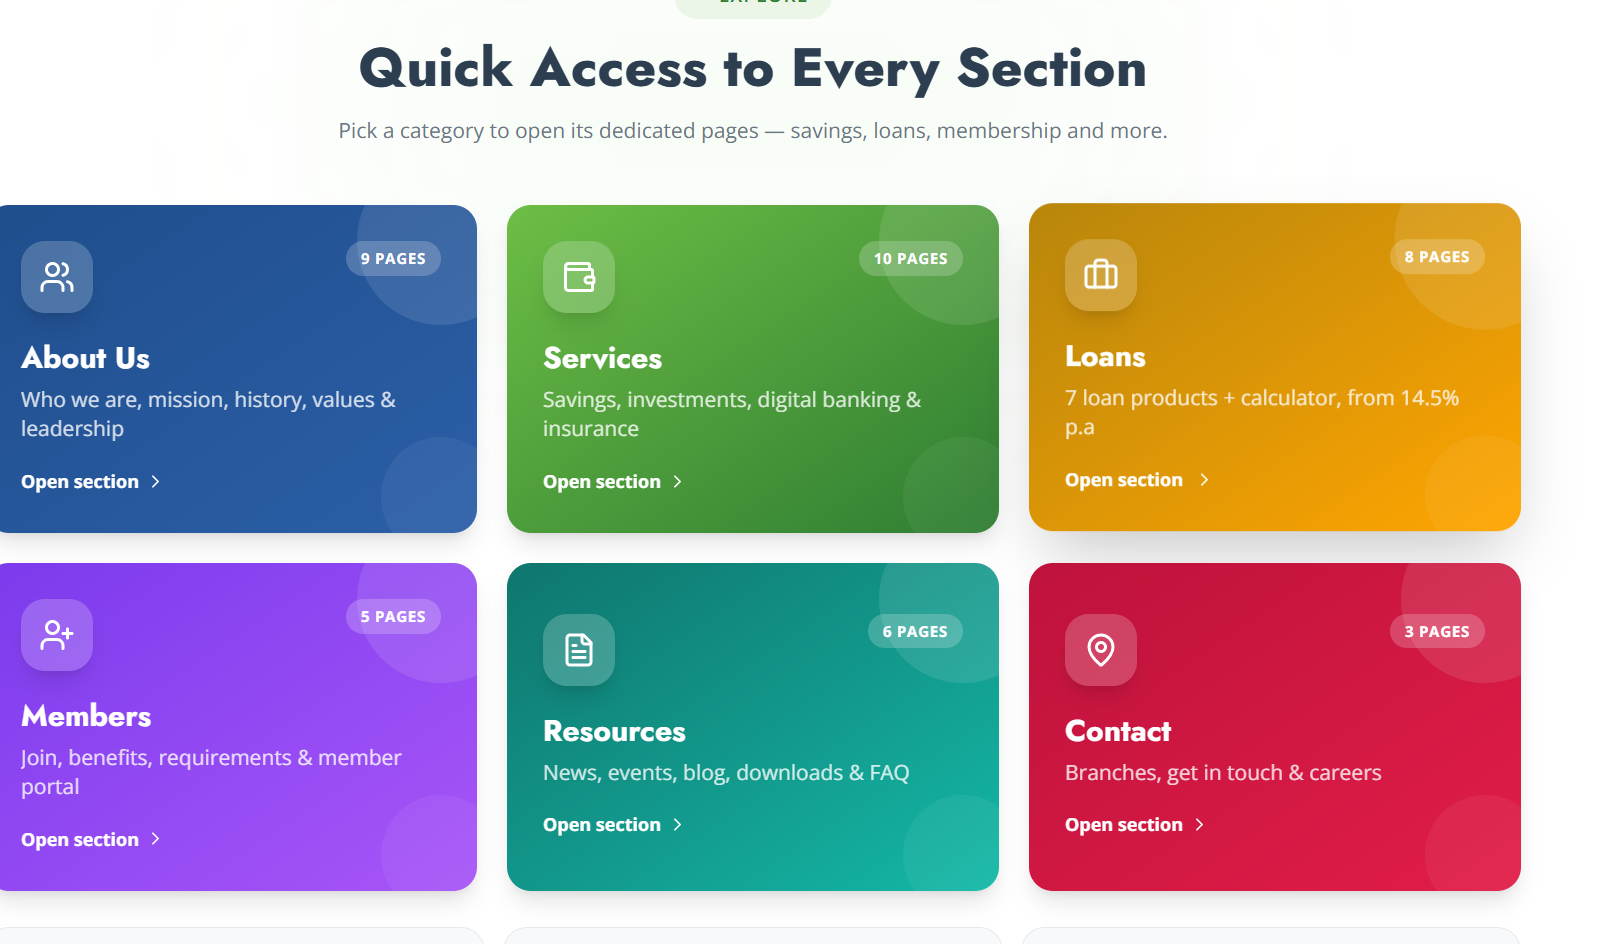 EXPLORE
Quick Access to Every Section
Pick a category to open its dedicated pages — savings, loans, membership and more.
9 PAGES
About Us
Who we are, mission, history, values &
leadership
Open section
10 PAGES
Services
Savings, investments, digital banking &
insurance
Open section
8 PAGES
Loans
7 loan products + calculator, from 14.5%
p.a
Open section
5 PAGES
Members
Join, benefits, requirements & member
portal
Open section
6 PAGES
Resources
News, events, blog, downloads & FAQ
Open section
3 PAGES
Contact
Branches, get in touch & careers
Open section